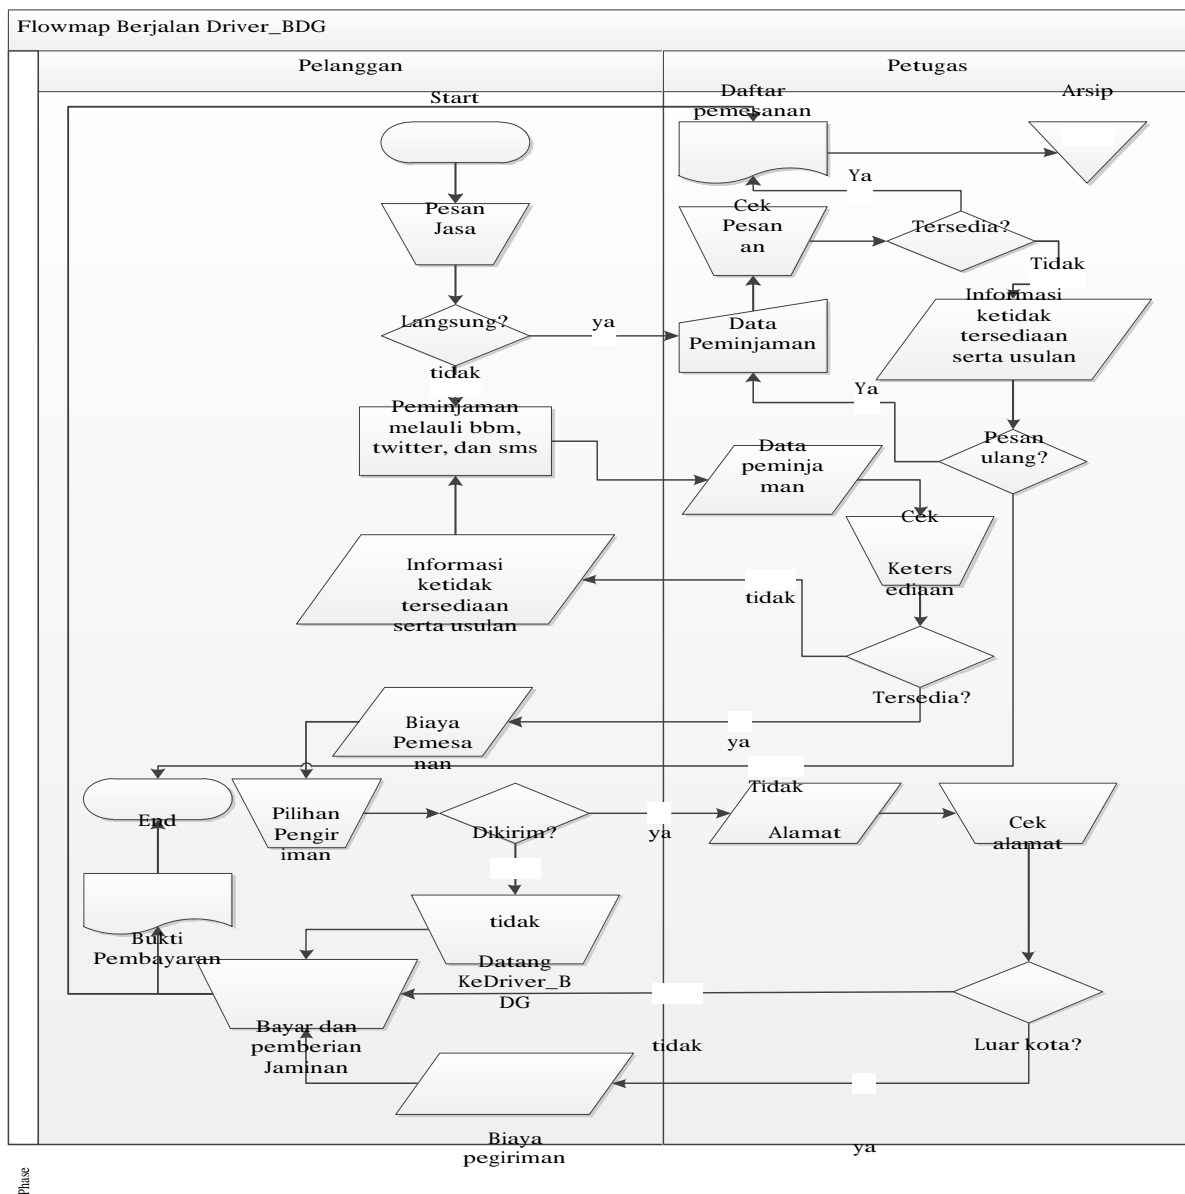 Flowmap Berjalan Driver_BDG
Pelanggan
Petugas
Start
Daftar
pemesanan
Arsip
Ya
Pesan
Jasa
Cek
Pesan
an
Tersedia?
Tidak
Langsung?
ya
Data
Peminjaman
Informasi
ketidak
tersediaan
serta usulan
tidak
Ya
Peminjaman
melauli bbm,
twitter, dan sms
Data
peminja
man
Pesan
ulang?
Cek
Keters
ediaan
Informasi
ketidak
tersediaan
serta usulan
tidak
Tersedia?
Biaya
Pemesa
nan
ya
Tidak
End
Pilihan
Pengir
iman
Dikirim?
ya
Alamat
Cek
alamat
tidak
Bukti
Pembayaran
Datang
KeDriver_B
DG
Bayar dan
pemberian
Jaminan
tidak
Luar kota?
Biaya
pegiriman
ya
Phase